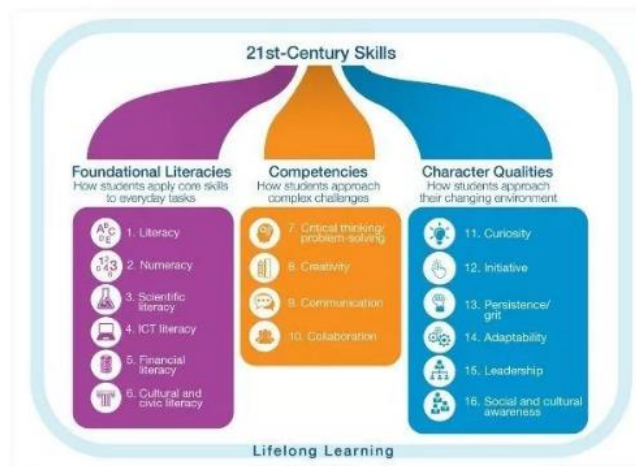 21st-Century Skills
Foundational Literacies
How students apply core skills
to everyday tasks
1. Literacy
2. Numeracy
3. Scientific
literacy
4. ICT literacy
5. Financial
literacy
6. Cultural and
civic literacy
Competencies
How students approach
complex challenges
7. Critical thinking/
problem-solving
8. Creativity
9. Communication
10. Collaboration
Character Qualities
How students approach
their changing environment
11. Curiosity
12. Initiative
13. Persistence/
grit
14. Adaptability
15. Leadership
16. Social and cultural
awareness
Lifelong Learning